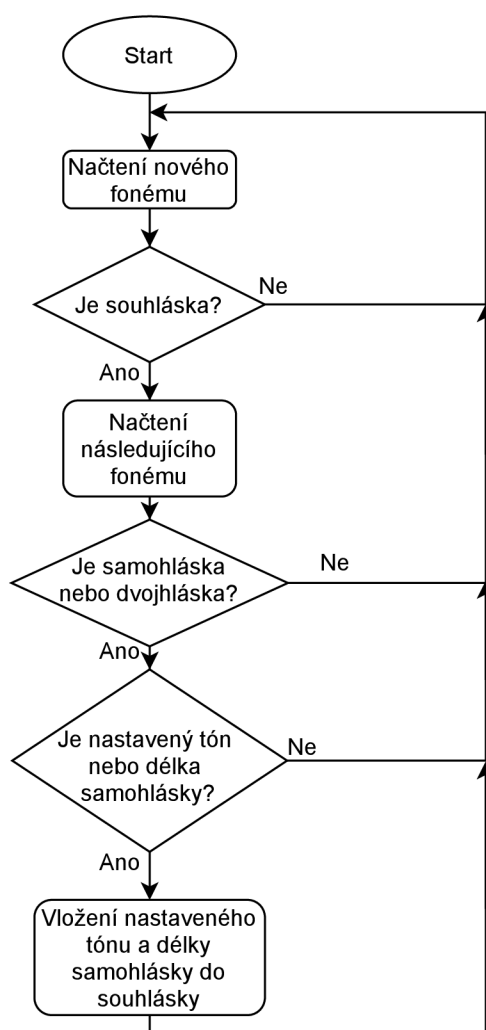 Start
Načtení nového
fonému
Je souhláska?
Ne
Ano
Načtení
následujícího
fonému
Je samohláska
nebo dvojhláska?
Ne
Ano
Je nastavený tón
nebo délka
samohlásky?
Ne
Ano
Vložení nastaveného
tónu a délky
samohlásky do
souhlásky